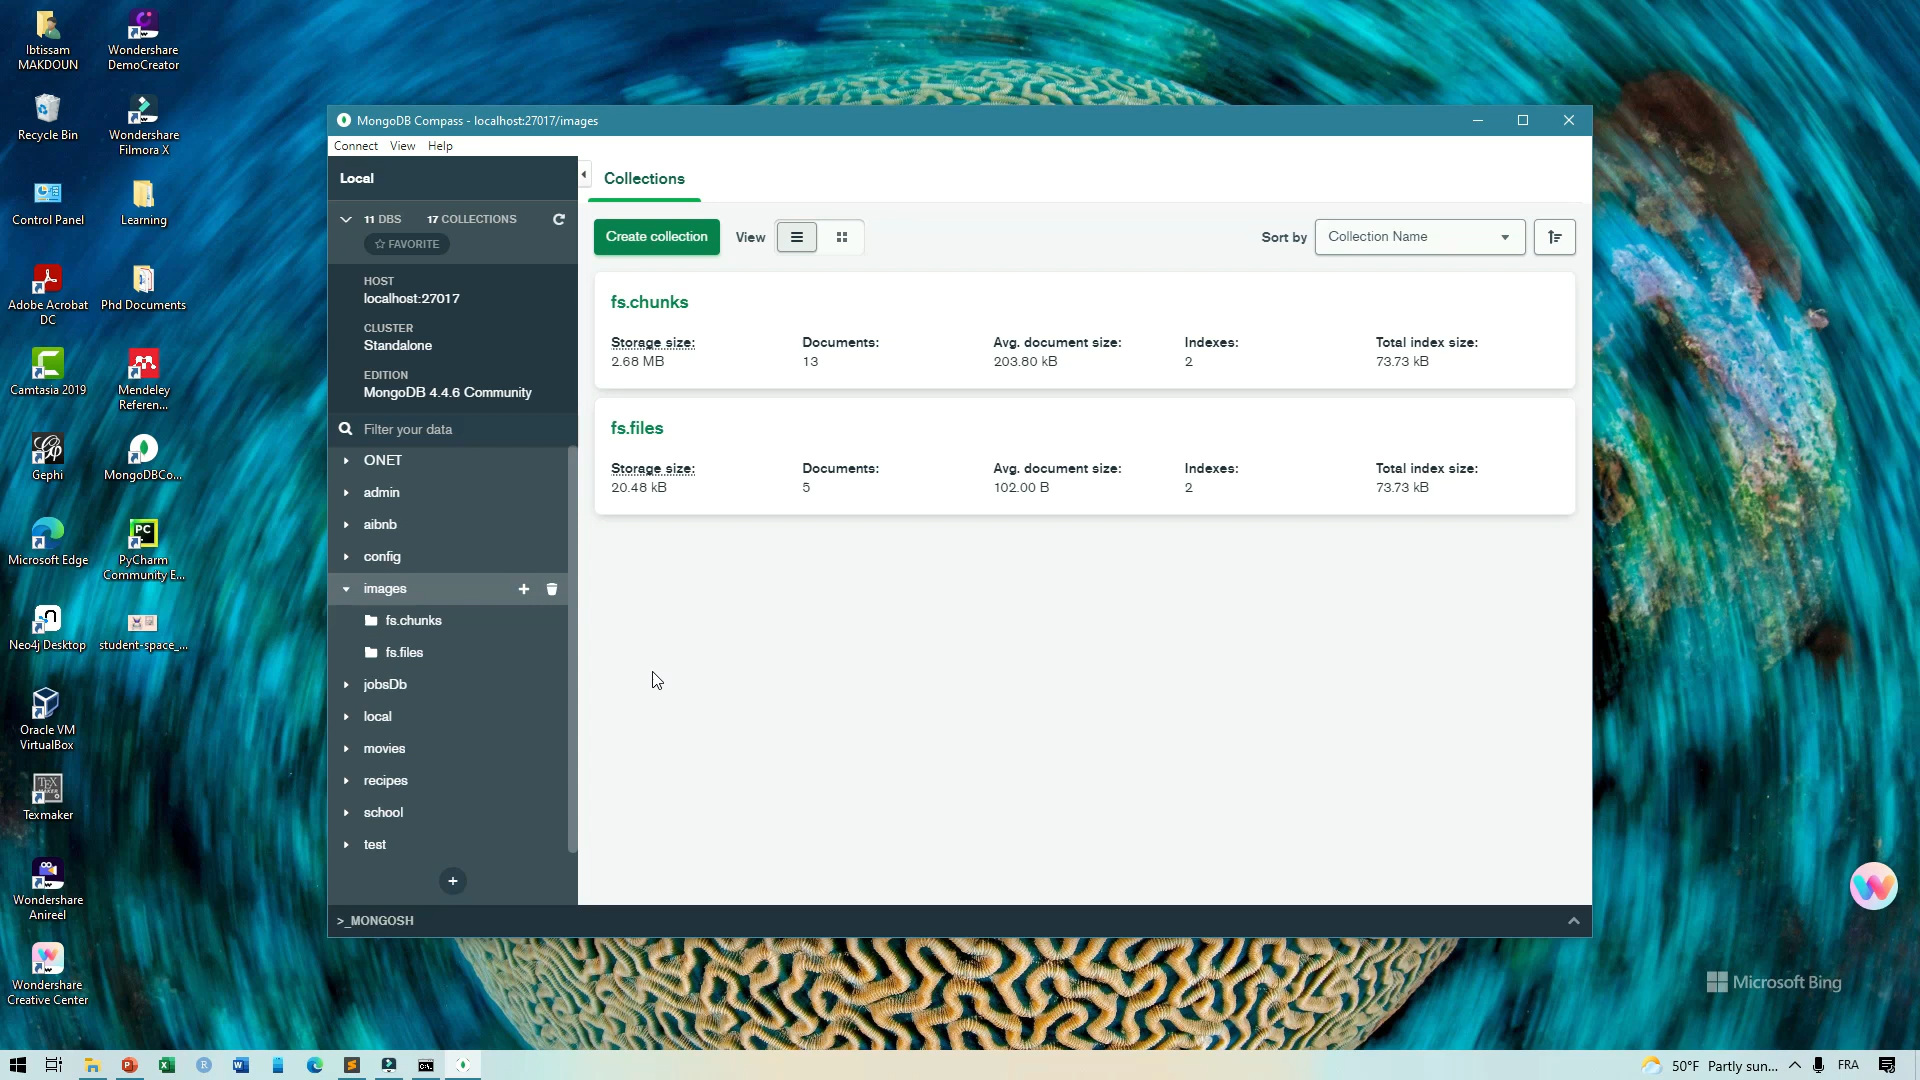 Ibtissam
MAKDOUN
Wondershare
DemoCreator
Recycle Bin
Wondershare
Filmora X
Control Panel
Learning
Adobe Acrobat
DC
Phd Documents
Camtasia 2019
Mendeley
Referen...
Gephi
MongoDBCo...
Microsoft Edge
PyCharm
Community E...
Neo4j Desktop
student-space_...
Oracle VM
VirtualBox
Texmaker
Wondershare
Anireel
Wondershare
Creative Center
MongoDB Compass - localhost:27017/images
Connect View Help
Local
11 DBS 17 COLLECTIONS
FAVORITE
HOST
localhost:27017
CLUSTER
Standalone
EDITION
MongoDB 4.4.6 Community
Filter your data
ONET
admin
aibnb
config
images
fs.chunks
fs.files
jobsDb
local
movies
recipes
school
test
>_MONGOSH
Collections
Create collection View Sort by Collection Name
fs.chunks
Storage size: Documents: Avg. document size: Indexes: Total index size:
2.68 MB 13 203.80 kB 2 73.73 kB
fs.files
Storage size: Documents: Avg. document size: Indexes: Total index size:
20.48 kB 5 102.00 B 2 73.73 kB
Microsoft Bing
50°F Partly sun... FRA